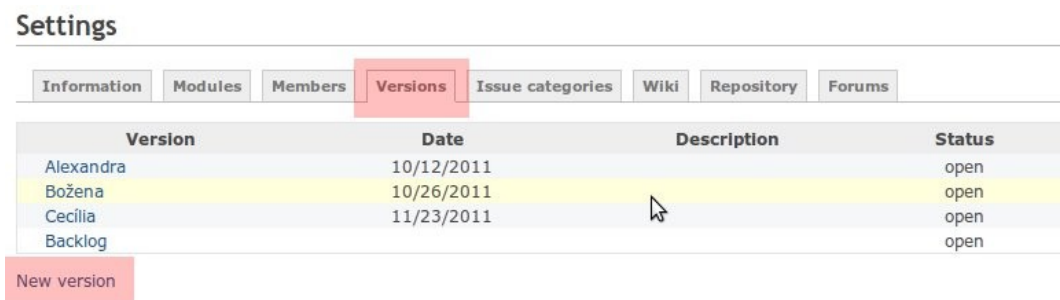 Settings
Information Modules Members Versions Issue categories Wiki Repository Forums
Version Date Description Status
Alexandra 10/12/2011 open
Božena 10/26/2011 open
Cecília 11/23/2011 open
Backlog open
New version